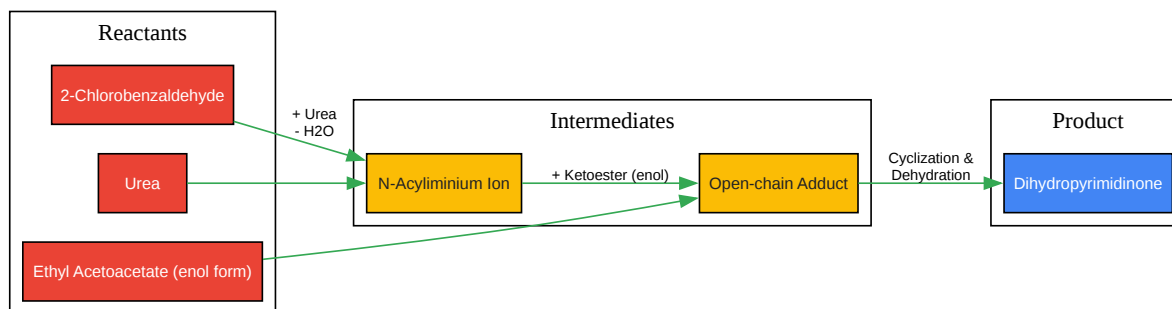 Reactants
2-Chlorobenzaldehyde
Urea
Ethyl Acetoacetate (enol form)
+ Urea
- H2O
Intermediates
N-Acyliminium Ion
+ Ketoester (enol)
Open-chain Adduct
Cyclization &
Dehydration
Product
Dihydropyrimidinone